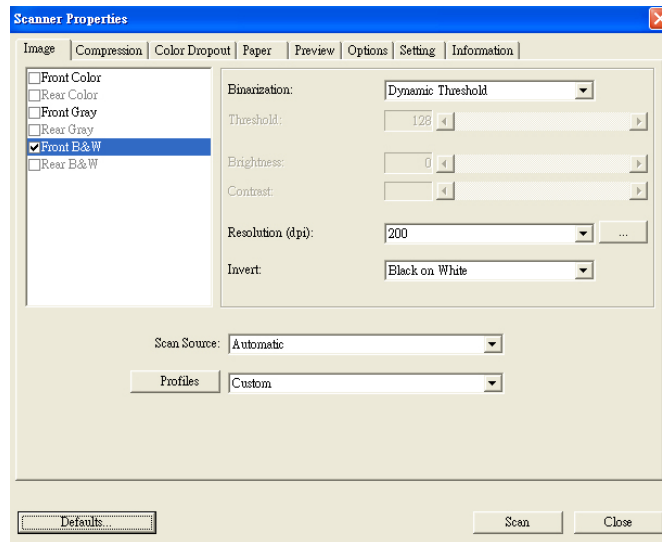 Scanner Properties
Image Compression Color Dropout Paper Preview Options Setting Information
Front Color
Rear Color
Front Gray
Rear Gray
Front B&W
Rear B&W
Binarization: Dynamic Threshold
Threshold: 128
Brightness: 0
Contrast:
Resolution (dpi): 200 ...
Invert: Black on White
Scan Source: Automatic
Profiles Custom
Defaults... Scan Close